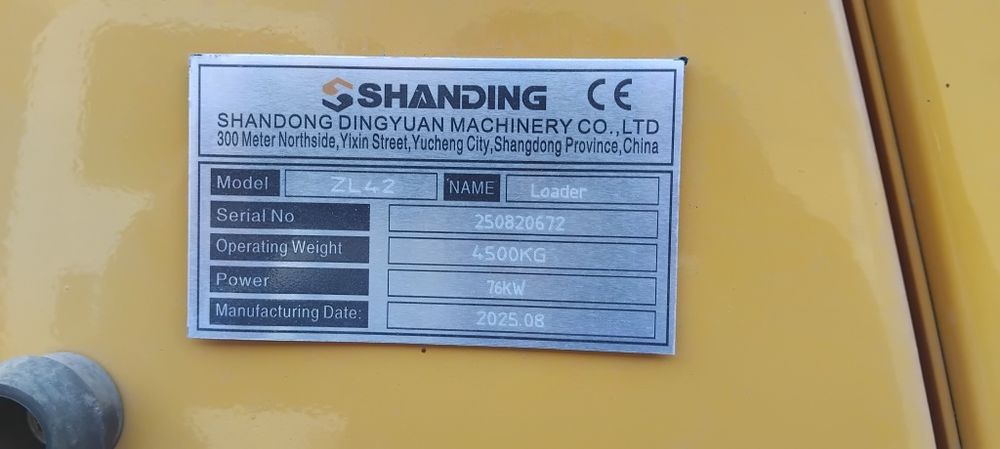 SHANDING CE
SHANDONG DINGYUAN MACHINERY CO.,LTD
300 Meter Northside,Yixin Street,Yucheng City,Shangdong Province,China
Model ZL42 NAME Loader
Serial No 250820672
Operating Weight 4500KG
Power 76KW
Manufacturing Date: 2025.08